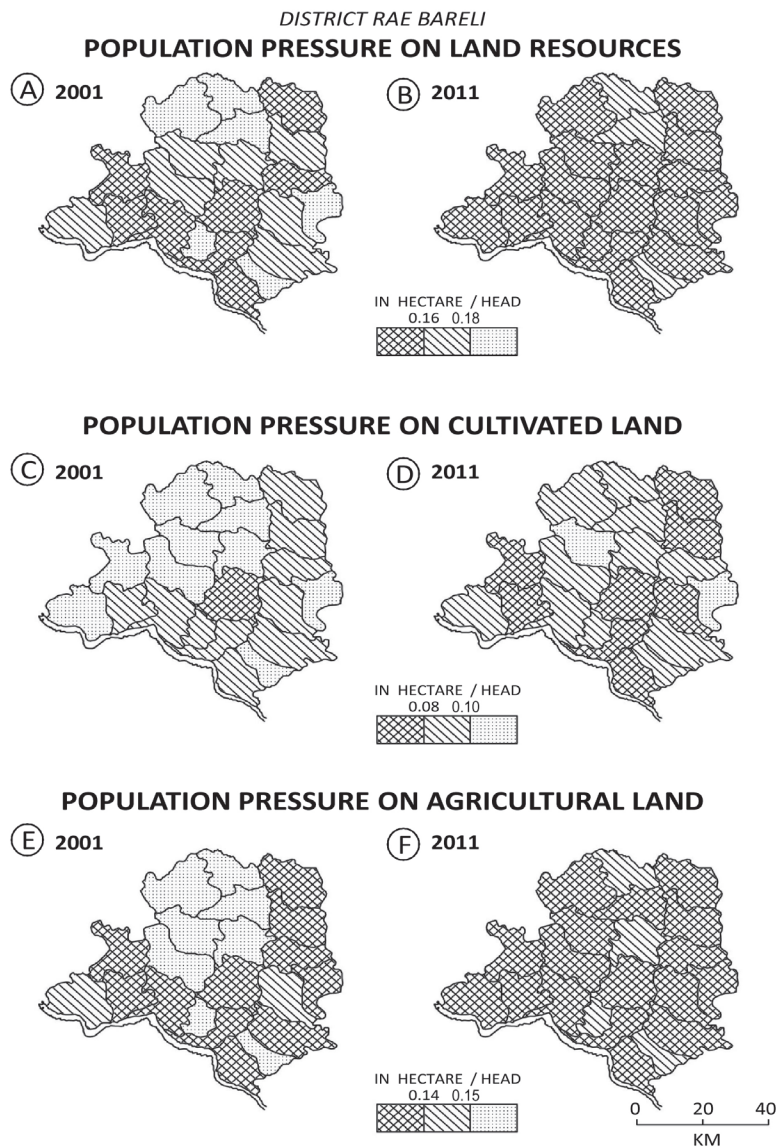 DISTRICT RAE BARELI
POPULATION PRESSURE ON LAND RESOURCES
A 2001
B 2011
IN HECTARE / HEAD
0.16 0.18
POPULATION PRESSURE ON CULTIVATED LAND
C 2001
D 2011
IN HECTARE / HEAD
0.08 0.10
POPULATION PRESSURE ON AGRICULTURAL LAND
E 2001
F 2011
IN HECTARE / HEAD
0.14 0.15
0 20 40
KM